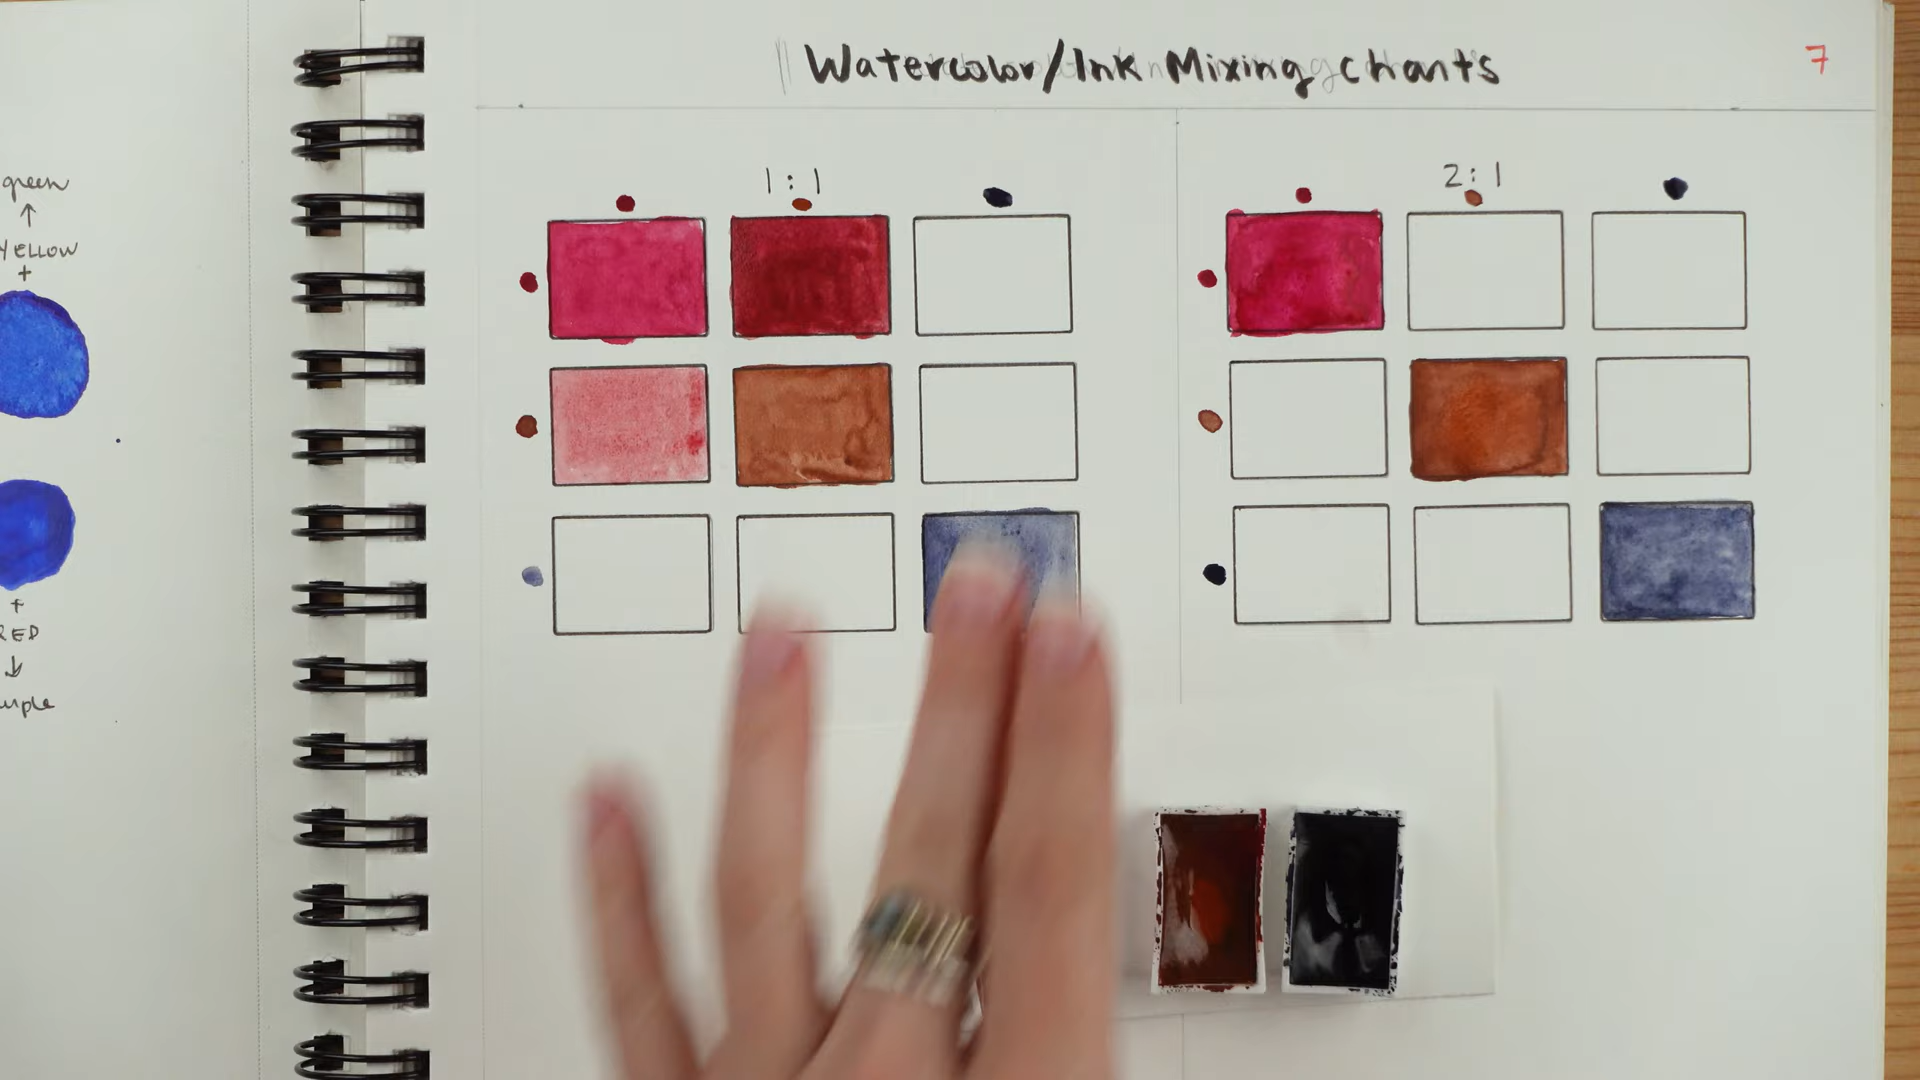 green
↑
YELLOW
+
+
RED
↓
Watercolor/Ink Mixing charts
7
1:1
2:1